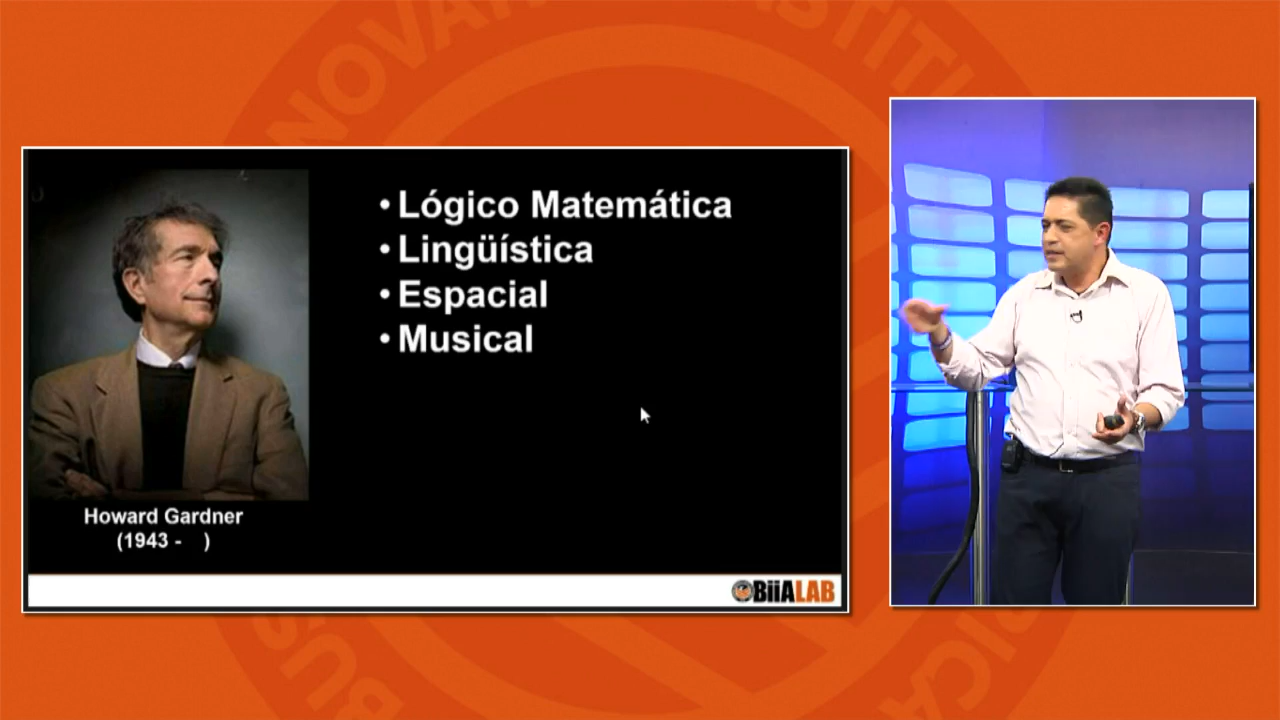 • Lógico Matemática
• Lingüística
• Espacial
• Musical
Howard Gardner
(1943 -    )
BiiALAB